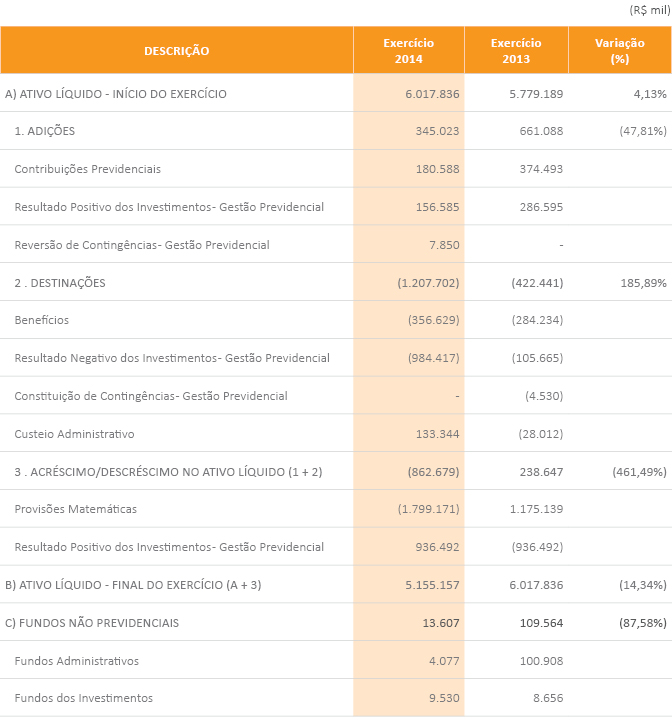 (R$ mil)
DESCRIÇÃO Exercício 2014 Exercício 2013 Variação (%)
A) ATIVO LÍQUIDO - INÍCIO DO EXERCÍCIO 6.017.836 5.779.189 4,13%
1. ADIÇÕES 345.023 661.088 (47,81%)
Contribuições Previdenciais 180.588 374.493
Resultado Positivo dos Investimentos- Gestão Previdencial 156.585 286.595
Reversão de Contingências- Gestão Previdencial 7.850 -
2 . DESTINAÇÕES (1.207.702) (422.441) 185,89%
Benefícios (356.629) (284.234)
Resultado Negativo dos Investimentos- Gestão Previdencial (984.417) (105.665)
Constituição de Contingências- Gestão Previdencial - (4.530)
Custeio Administrativo 133.344 (28.012)
3 . ACRÉSCIMO/DESCRÉSCIMO NO ATIVO LÍQUIDO (1 + 2) (862.679) 238.647 (461,49%)
Provisões Matemáticas (1.799.171) 1.175.139
Resultado Positivo dos Investimentos- Gestão Previdencial 936.492 (936.492)
B) ATIVO LÍQUIDO - FINAL DO EXERCÍCIO (A + 3) 5.155.157 6.017.836 (14,34%)
C) FUNDOS NÃO PREVIDENCIAIS 13.607 109.564 (87,58%)
Fundos Administrativos 4.077 100.908
Fundos dos Investimentos 9.530 8.656